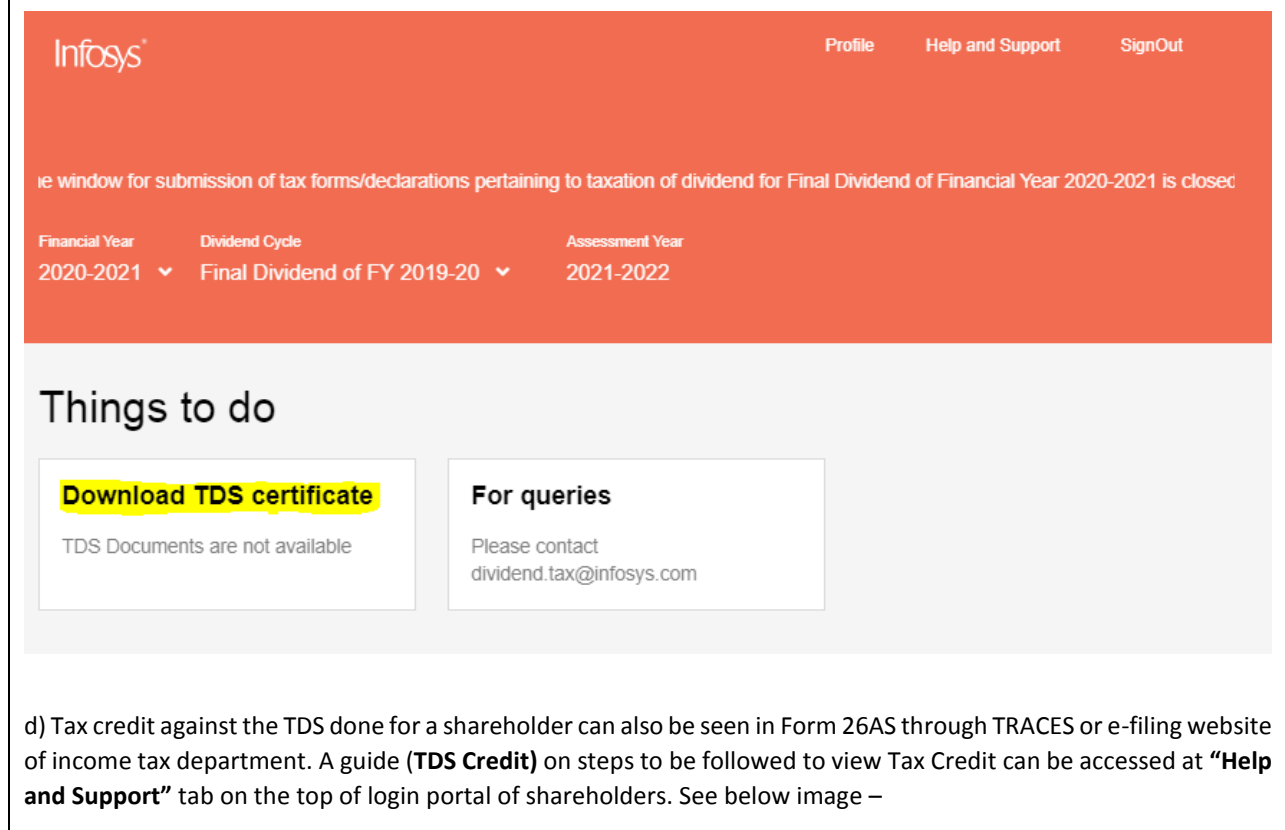 Infosys®
Profile Help and Support SignOut
window for submission of tax forms/declarations pertaining to taxation of dividend for Final Dividend of Financial Year 2020-2021 is closed
Financial Year Dividend Cycle Assessment Year
2020-2021 Final Dividend of FY 2019-20 2021-2022
Things to do
Download TDS certificate
TDS Documents are not available
For queries
Please contact
dividend.tax@infosys.com
d) Tax credit against the TDS done for a shareholder can also be seen in Form 26AS through TRACES or e-filing website
of income tax department. A guide (TDS Credit) on steps to be followed to view Tax Credit can be accessed at “Help
and Support” tab on the top of login portal of shareholders. See below image –